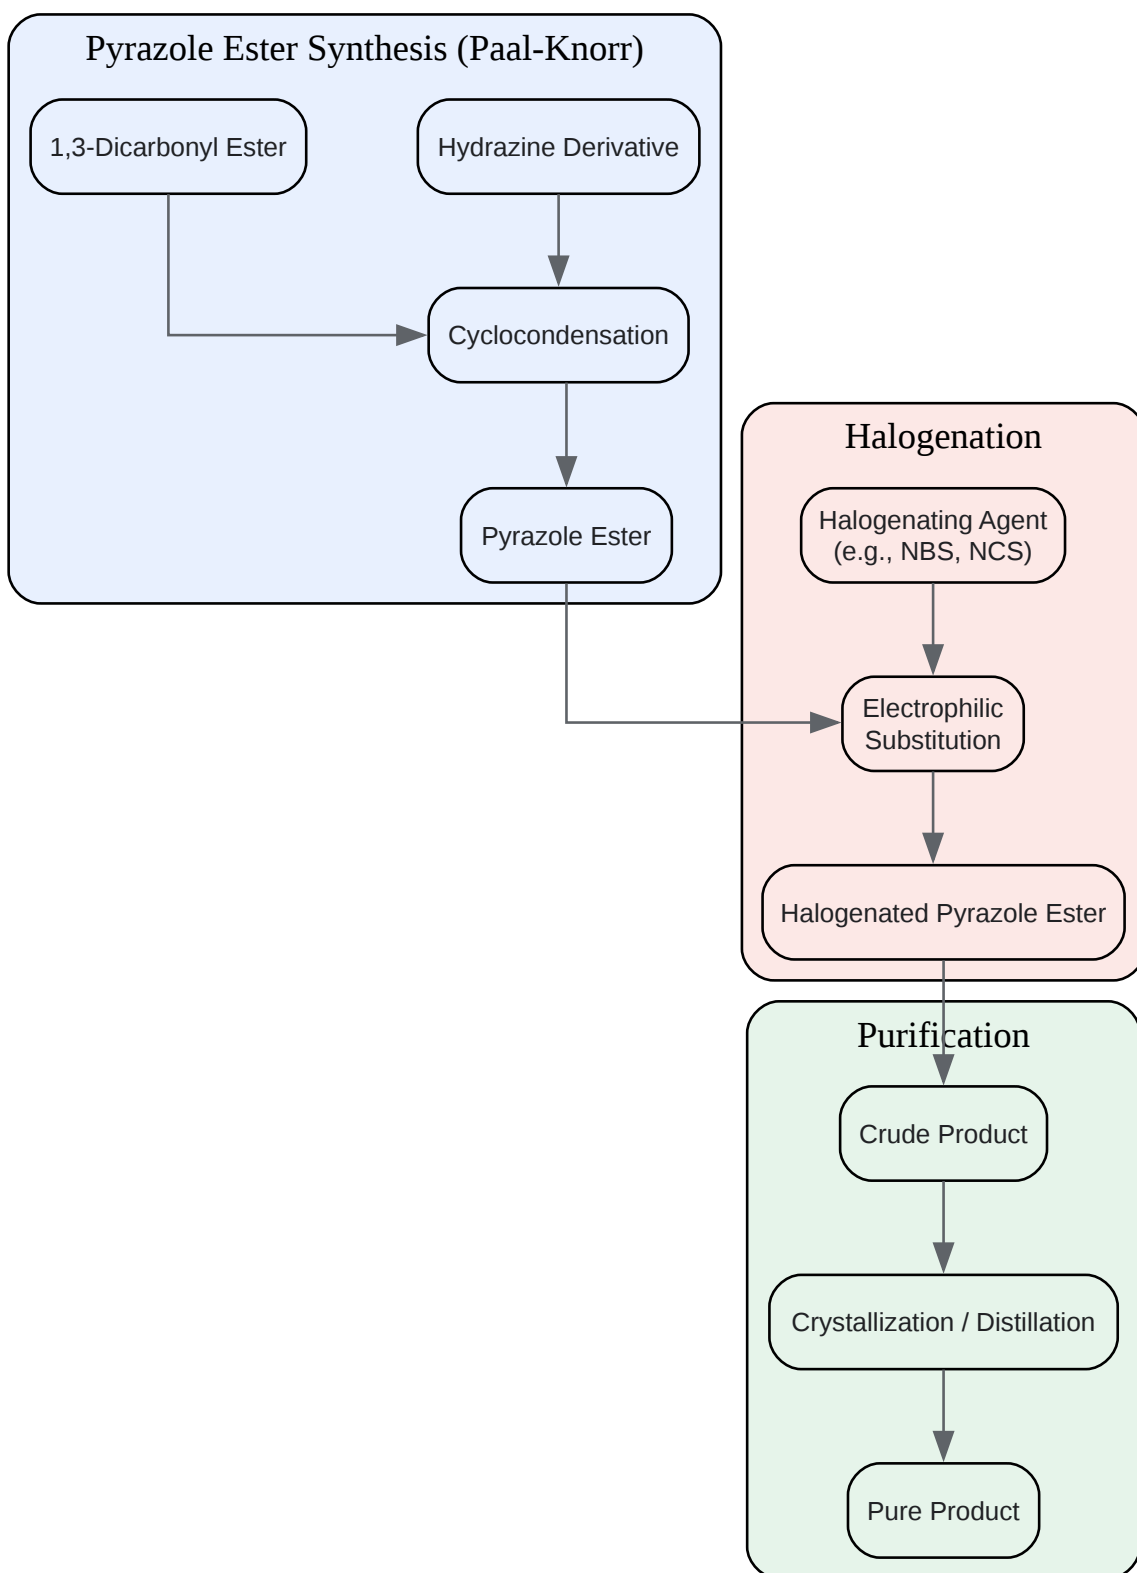 Pyrazole Ester Synthesis (Paal-Knorr)
1,3-Dicarbonyl Ester
Hydrazine Derivative
Cyclocondensation
Pyrazole Ester
Halogenation
Halogenating Agent
(e.g., NBS, NCS)
Electrophilic
Substitution
Halogenated Pyrazole Ester
Purification
Crude Product
Crystallization / Distillation
Pure Product